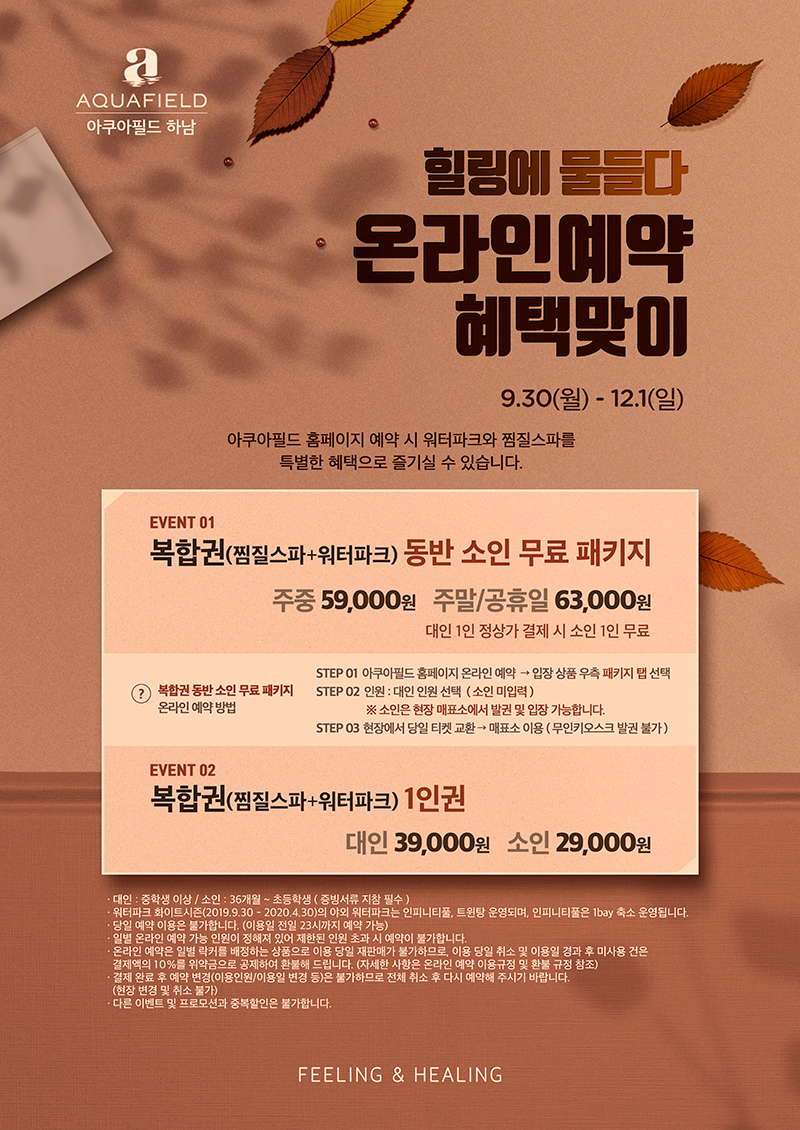 a
AQUAFIELD
아쿠아필드 하남
힐링에 물들다
온라인예약
혜택맞이
9.30(월) - 12.1(일)
아쿠아필드 홈페이지 예약 시 워터파크와 찜질스파를
특별한 혜택으로 즐기실 수 있습니다.
EVENT 01
복합권(찜질스파+워터파크) 동반 소인 무료 패키지
주중 59,000원 주말/공휴일 63,000원
대인 1인 정상가 결제 시 소인 1인 무료
? 복합권 동반 소인 무료 패키지
온라인 예약 방법
STEP 01 아쿠아필드 홈페이지 온라인 예약 → 입장 상품 우측 패키지 탭 선택
STEP 02 인원 : 대인 인원 선택 ( 소인 미입력 )
※ 소인은 현장 매표소에서 발권 및 입장 가능합니다.
STEP 03 현장에서 당일 티켓 교환 → 매표소 이용 ( 무인키오스크 발권 불가 )
EVENT 02
복합권(찜질스파+워터파크) 1인권
대인 39,000원 소인 29,000원
· 대인 : 중학생 이상 / 소인 : 36개월 ~ 초등학생 ( 증빙서류 지참 필수 )
· 워터파크 화이트시즌(2019.9.30 - 2020.4.30)의 야외 워터파크는 인피니티풀, 트윈탕 운영되며, 인피니티풀은 1bay 축소 운영됩니다.
· 당일 예약 이용은 불가합니다. (이용일 전일 23시까지 예약 가능)
· 일별 온라인 예약 가능 인원이 정해져 있어 제한된 인원 초과 시 예약이 불가합니다.
· 온라인 예약은 일별 락카를 배정하는 상품으로 이용 당일 재판매가 불가하므로, 이용 당일 취소 및 이용일 경과 후 미사용 건은
결제액의 10%를 위약금으로 공제하여 환불해 드립니다. (자세한 사항은 온라인 예약 이용규정 및 환불 규정 참조)
· 결제 완료 후 예약 변경(이용인원/이용일 변경 등)은 불가하므로 전체 취소 후 다시 예약해 주시기 바랍니다.
(현장 변경 및 취소 불가)
· 다른 이벤트 및 프로모션과 중복할인은 불가합니다.
FEELING & HEALING